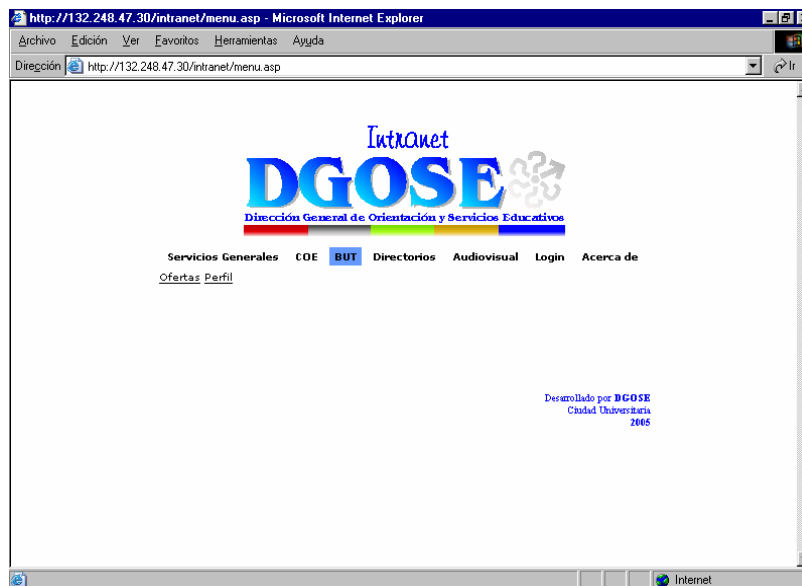 http://132.248.47.30/intranet/menu.asp - Microsoft Internet Explorer
Archivo Edición Ver Favoritos Herramientas Ayuda
Dirección http://132.248.47.30/intranet/menu.asp Ir
Intranet
DGOSE
Dirección General de Orientación y Servicios Educativos
Servicios Generales COE BUT Directorios Audiovisual Login Acerca de
Ofertas Perfil
Desarrollado por DGOSE
Ciudad Universitaria
2005
Internet